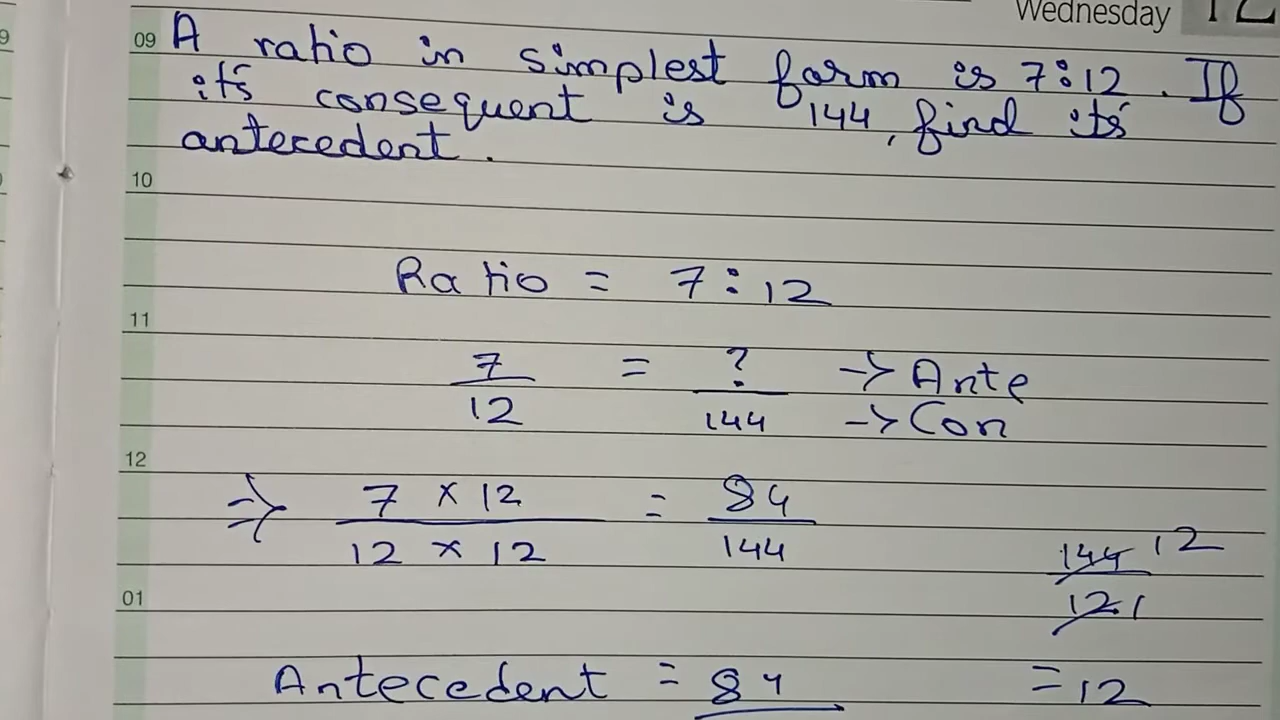 Wednesday 12
09 A ratio in simplest form is 7:12. If
its consequent is 144, find its
antecedent.
10
Ratio = 7:12
11
7/12 = ?/144 → Ante → Con
12
⇒ 7 × 12 / 12 × 12 = 84/144
144 12
12 1
01
Antecedent = 84 = 12